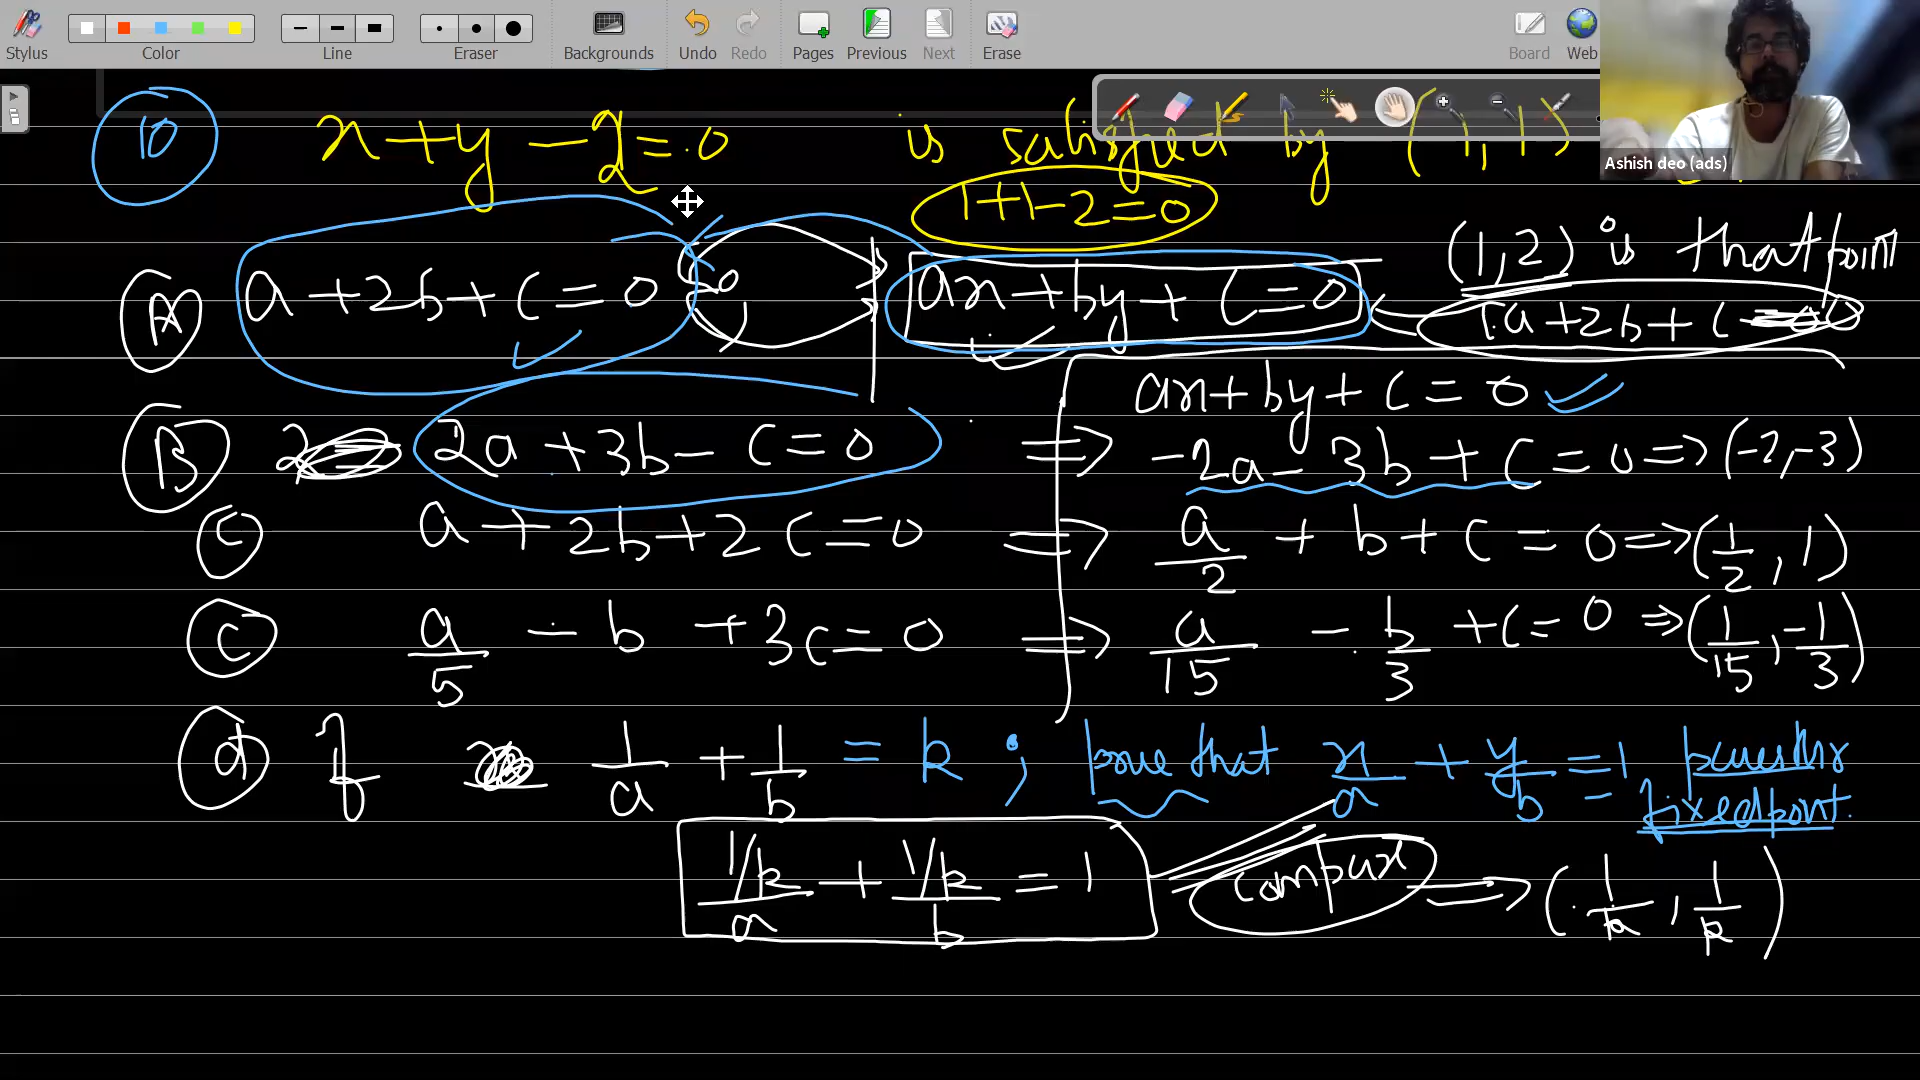 Stylus Color Line Eraser Backgrounds Undo Redo Pages Previous Next Erase Board Web
Ashish deo (ads)
10 x+y-2=0 is satisfied by (1,1)
1+1-2=0
(1,2) is that point
A a+2b+c=0 ax+by+c=0 1.a+2b+c=0
ax+by+c=0
B 2a+3b-c=0 ⇒ -2a-3b+c=0 ⇒ (-2,-3)
c a+2b+2c=0 ⇒ a/2+b+c=0 ⇒ (1/2, 1)
c a/5-b+3c=0 ⇒ a/15-b/3+c=0 ⇒ (1/15, -1/3)
d If 1/a+1/b=k; prove that x/a+y/b=1
fixed point.
(1/k)/a+(1/k)/b=1 compare → (1/k, 1/k)